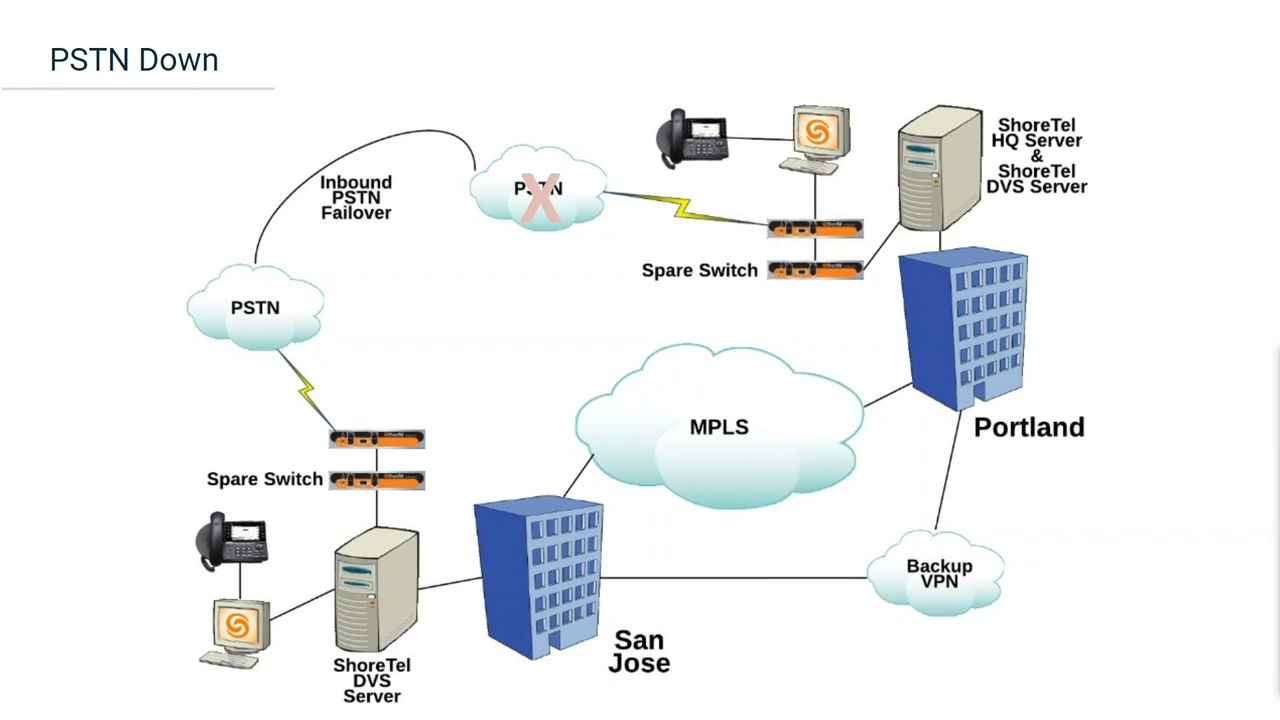 PSTN Down
ShoreTel
HQ Server
&
ShoreTel
DVS Server
Inbound
PSTN
Failover
PSTN
X
Spare Switch
PSTN
MPLS
Portland
Spare Switch
Backup
VPN
San
Jose
ShoreTel
DVS
Server